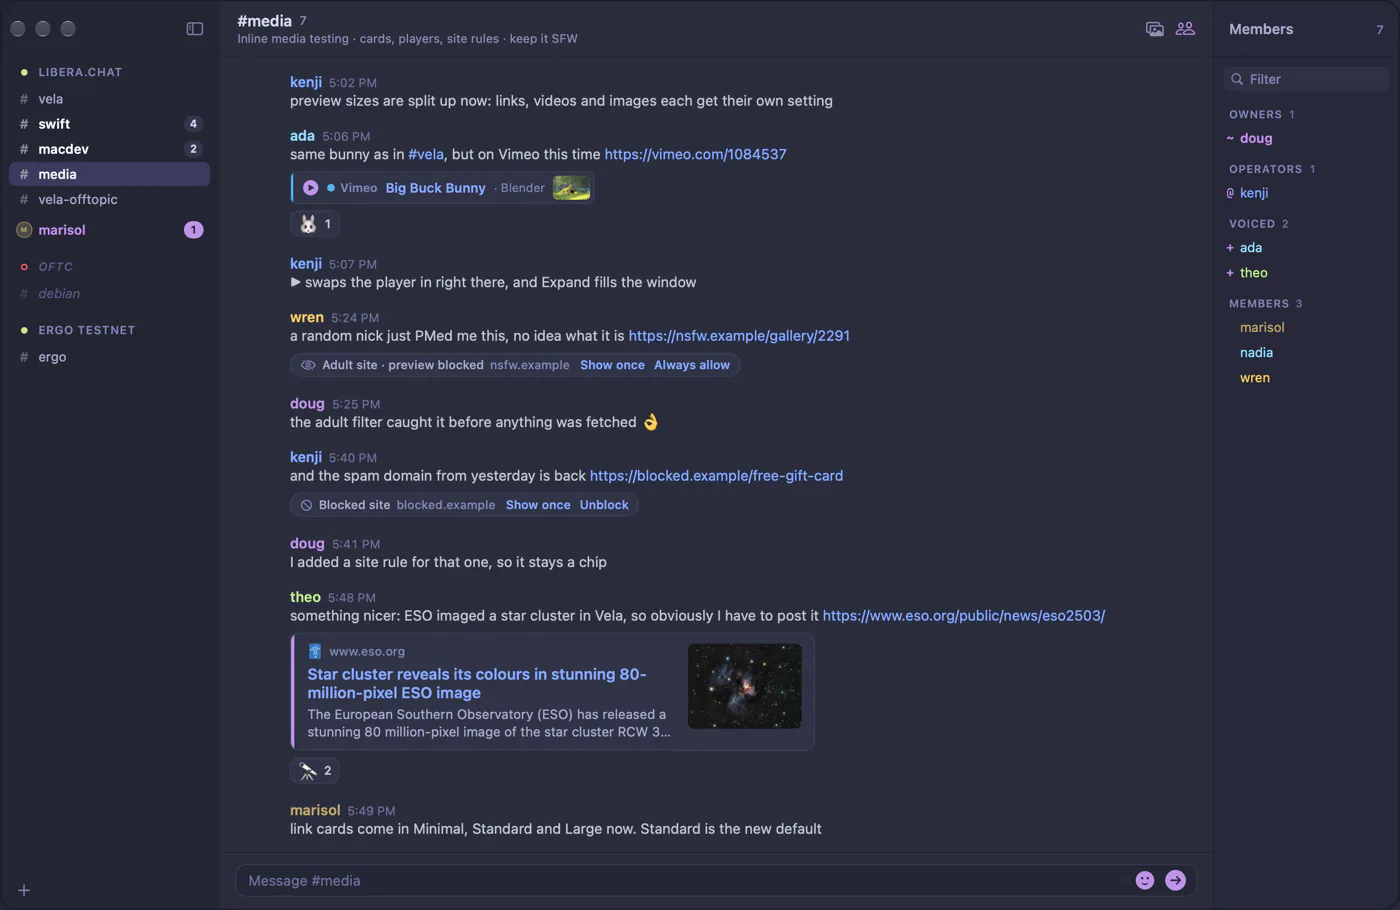 LIBERA.CHAT
# vela
# swift 4
# macdev 2
# media
# vela-offtopic
M marisol 1
OFTC
# debian
ERGO TESTNET
# ergo
#media 7
Inline media testing · cards, players, site rules · keep it SFW
kenji 5:02 PM
preview sizes are split up now: links, videos and images each get their own setting
ada 5:06 PM
same bunny as in #vela, but on Vimeo this time https://vimeo.com/1084537
Vimeo Big Buck Bunny · Blender
🐰 1
kenji 5:07 PM
▶ swaps the player in right there, and Expand fills the window
wren 5:24 PM
a random nick just PMed me this, no idea what it is https://nsfw.example/gallery/2291
Adult site · preview blocked nsfw.example Show once Always allow
doug 5:25 PM
the adult filter caught it before anything was fetched 👌
kenji 5:40 PM
and the spam domain from yesterday is back https://blocked.example/free-gift-card
Blocked site blocked.example Show once Unblock
doug 5:41 PM
I added a site rule for that one, so it stays a chip
theo 5:48 PM
something nicer: ESO imaged a star cluster in Vela, so obviously I have to post it https://www.eso.org/public/news/eso2503/
www.eso.org
Star cluster reveals its colours in stunning 80-
million-pixel ESO image
The European Southern Observatory (ESO) has released a
stunning 80 million-pixel image of the star cluster RCW 3...
🔭 2
marisol 5:49 PM
link cards come in Minimal, Standard and Large now. Standard is the new default
Message #media
Members 7
Filter
OWNERS 1
~ doug
OPERATORS 1
@ kenji
VOICED 2
+ ada
+ theo
MEMBERS 3
marisol
nadia
wren